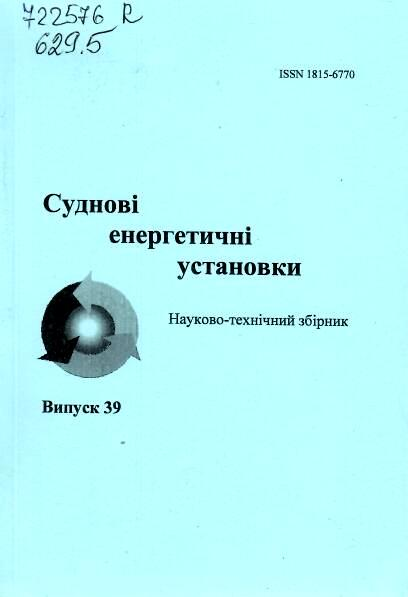 722576 R
629.5
ISSN 1815-6770
Суднові
енергетичні
установки
Науково-технічний збірник
Випуск 39